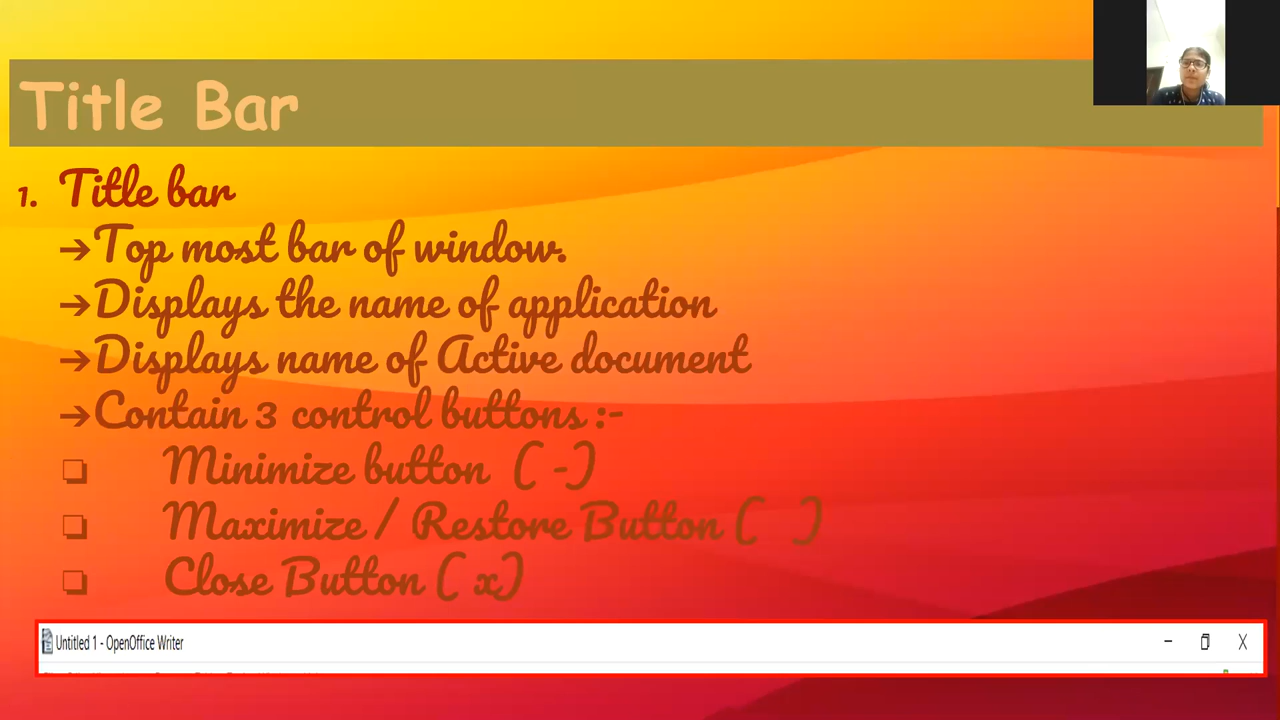 Title Bar
1. Title bar
→Top most bar of window.
→Displays the name of application
→Displays name of Active document
→Contain 3 control buttons :-
❏ Minimize button ( -)
❏ Maximize / Restore Button ( )
❏ Close Button ( x)
Untitled 1 - OpenOffice Writer